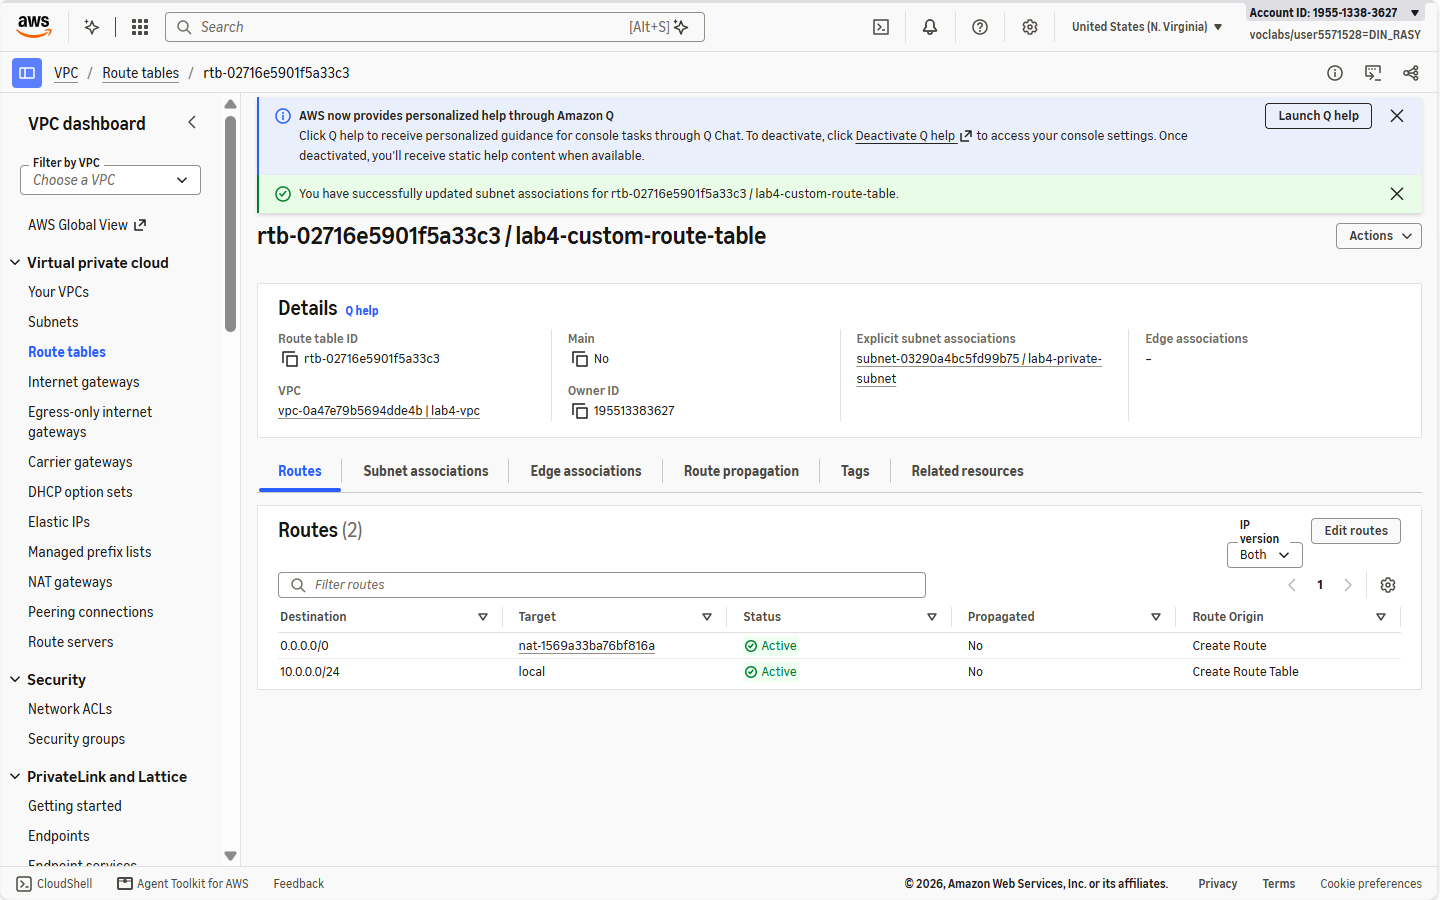 aws
Search
[Alt+S]
United States (N. Virginia)
Account ID: 1955-1338-3627
voclabs/user5571528=DIN_RASY
VPC / Route tables / rtb-02716e5901f5a33c3
VPC dashboard
Filter by VPC
Choose a VPC
AWS Global View
Virtual private cloud
Your VPCs
Subnets
Route tables
Internet gateways
Egress-only internet
gateways
Carrier gateways
DHCP option sets
Elastic IPs
Managed prefix lists
NAT gateways
Peering connections
Route servers
Security
Network ACLs
Security groups
PrivateLink and Lattice
Getting started
Endpoints
Endpoint services
AWS now provides personalized help through Amazon Q
Click Q help to receive personalized guidance for console tasks through Q Chat. To deactivate, click Deactivate Q help to access your console settings. Once
deactivated, you'll receive static help content when available.
Launch Q help
You have successfully updated subnet associations for rtb-02716e5901f5a33c3 / lab4-custom-route-table.
rtb-02716e5901f5a33c3 / lab4-custom-route-table
Actions
Details Q help
Route table ID
rtb-02716e5901f5a33c3
VPC
vpc-0a47e79b5694dde4b | lab4-vpc
Main
No
Owner ID
195513383627
Explicit subnet associations
subnet-03290a4bc5fd99b75 / lab4-private-
subnet
Edge associations
–
Routes
Subnet associations
Edge associations
Route propagation
Tags
Related resources
Routes (2)
IP
version
Both
Edit routes
Filter routes
1
Destination Target Status Propagated Route Origin
0.0.0.0/0 nat-1569a33ba76bf816a Active No Create Route
10.0.0.0/24 local Active No Create Route Table
CloudShell
Agent Toolkit for AWS
Feedback
© 2026, Amazon Web Services, Inc. or its affiliates.
Privacy
Terms
Cookie preferences